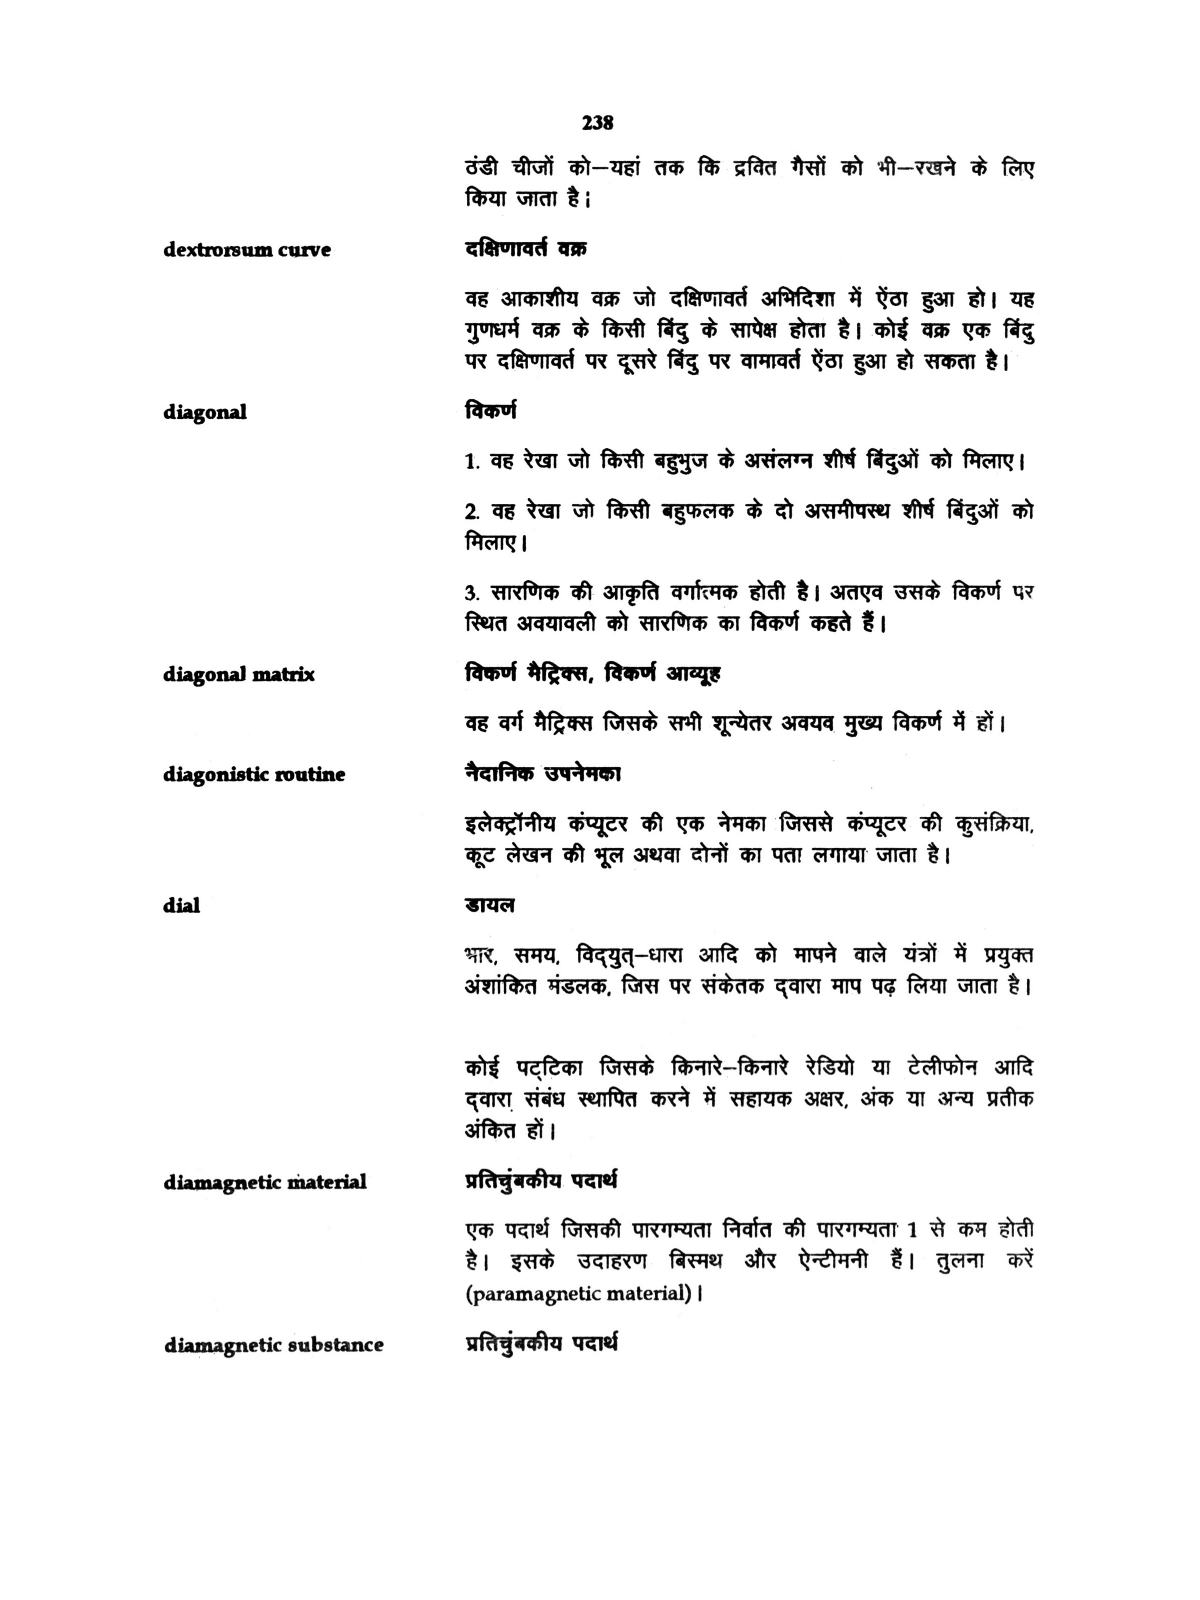 238
ठंडी चीजों को–यहां तक कि द्रवित गैसों को भी–रखने के लिए
किया जाता है।
dextrorsum curve दक्षिणावर्त वक्र
वह आकाशीय वक्र जो दक्षिणावर्त अभिदिशा में ऐंठा हुआ हो। यह
गुणधर्म वक्र के किसी बिंदु के सापेक्ष होता है। कोई वक्र एक बिंदु
पर दक्षिणावर्त पर दूसरे बिंदु पर वामावर्त ऐंठा हुआ हो सकता है।
diagonal विकर्ण
1. वह रेखा जो किसी बहुभुज के असंलग्न शीर्ष बिंदुओं को मिलाए।
2. वह रेखा जो किसी बहुफलक के दो असमीपस्थ शीर्ष बिंदुओं को
मिलाए।
3. सारणिक की आकृति वर्गात्मक होती है। अतएव उसके विकर्ण पर
स्थित अवयावली को सारणिक का विकर्ण कहते हैं।
diagonal matrix विकर्ण मैट्रिक्स, विकर्ण आव्यूह
वह वर्ग मैट्रिक्स जिसके सभी शून्येतर अवयव मुख्य विकर्ण में हों।
diagonistic routine नैदानिक उपनेमका
इलेक्ट्रॉनीय कंप्यूटर की एक नेमका जिससे कंप्यूटर की कुसंक्रिया,
कूट लेखन की भूल अथवा दोनों का पता लगाया जाता है।
dial डायल
भार, समय, विद्‌युत्–धारा आदि को मापने वाले यंत्रों में प्रयुक्त
अंशांकित मंडलक, जिस पर संकेतक द्‌वारा माप पढ़ लिया जाता है।
कोई पट्‌टिका जिसके किनारे–किनारे रेडियो या टेलीफोन आदि
द्‌वारा संबंध स्थापित करने में सहायक अक्षर, अंक या अन्य प्रतीक
अंकित हों।
diamagnetic material प्रतिचुंबकीय पदार्थ
एक पदार्थ जिसकी पारगम्यता निर्वात की पारगम्यता 1 से कम होती
है। इसके उदाहरण बिस्मथ और ऐन्टीमनी हैं। तुलना करें
(paramagnetic material)।
diamagnetic substance प्रतिचुंबकीय पदार्थ